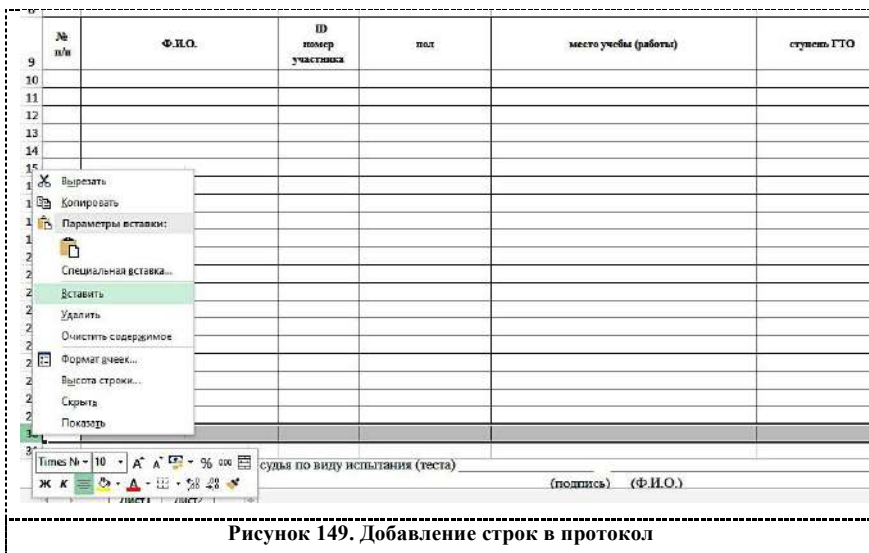 № п/п Ф.И.О. ID номер участника пол место учебы (работы) ступень ГТО
9
10
11
12
13
14
15
Вырезать
Копировать
Параметры вставки:
Специальная вставка...
Вставить
Удалить
Очистить содержимое
Формат ячеек...
Высота строки...
Скрыть
Показать
Times N 10 A A % 000
судья по виду испытания (теста)
Ж К А
(подпись) (Ф.И.О.)
Лист1 Лист2
Рисунок 149. Добавление строк в протокол